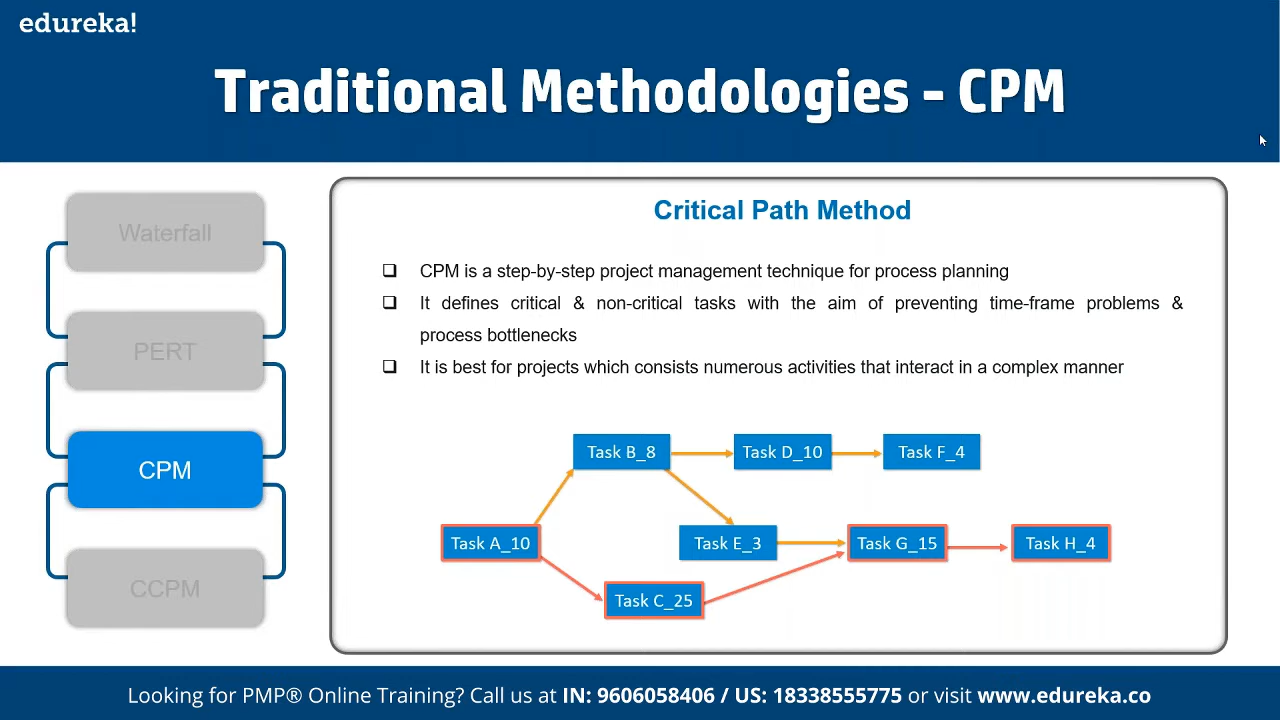 edureka!
Traditional Methodologies - CPM
Waterfall
PERT
CPM
CCPM
Critical Path Method
CPM is a step-by-step project management technique for process planning
It defines critical & non-critical tasks with the aim of preventing time-frame problems &
process bottlenecks
It is best for projects which consists numerous activities that interact in a complex manner
Task B_8
Task D_10
Task F_4
Task A_10
Task E_3
Task G_15
Task H_4
Task C_25
Looking for PMP® Online Training? Call us at IN: 9606058406 / US: 18338555775 or visit www.edureka.co